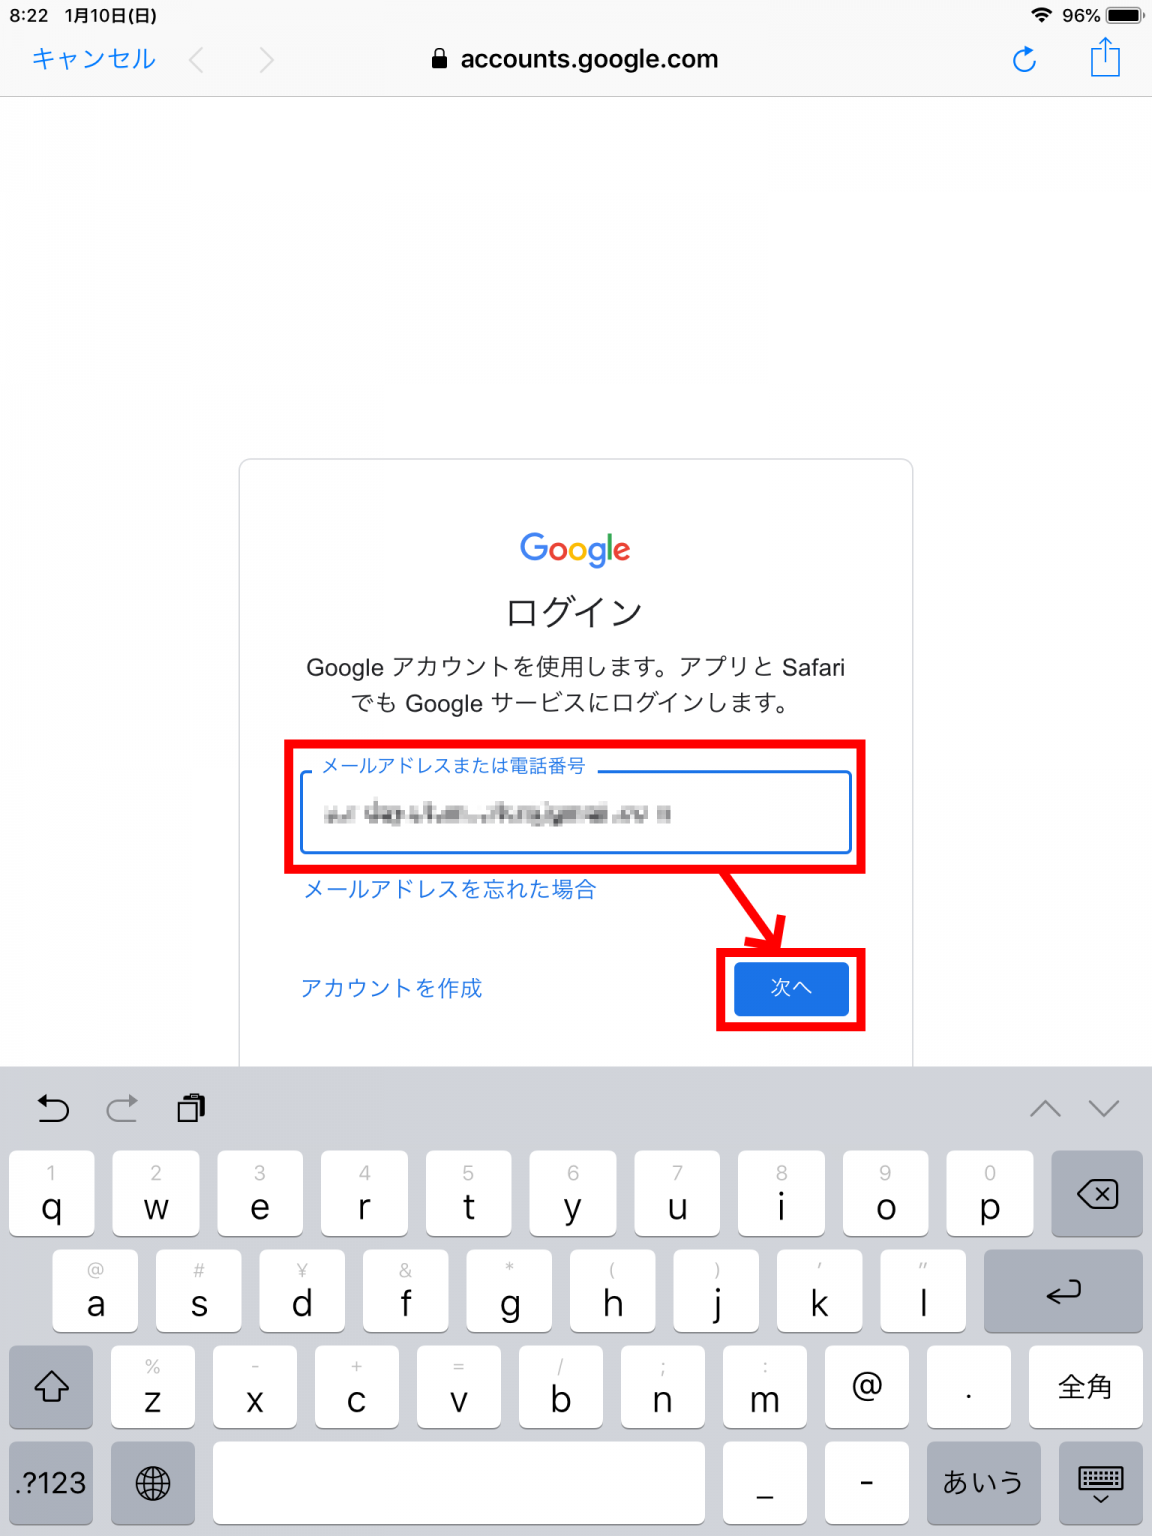 8:22 1月10日(日) 96%
キャンセル accounts.google.com
Google
ログイン
Google アカウントを使用します。アプリと Safari
でも Google サービスにログインします。
メールアドレスまたは電話番号
メールアドレスを忘れた場合
アカウントを作成 次へ
1 2 3 4 5 6 7 8 9 0
q w e r t y u i o p
@ # ¥ & * ( ) ' "
a s d f g h j k l
% - + = / ; :
z x c v b n m @ . 全角
.?123 _ - あいう